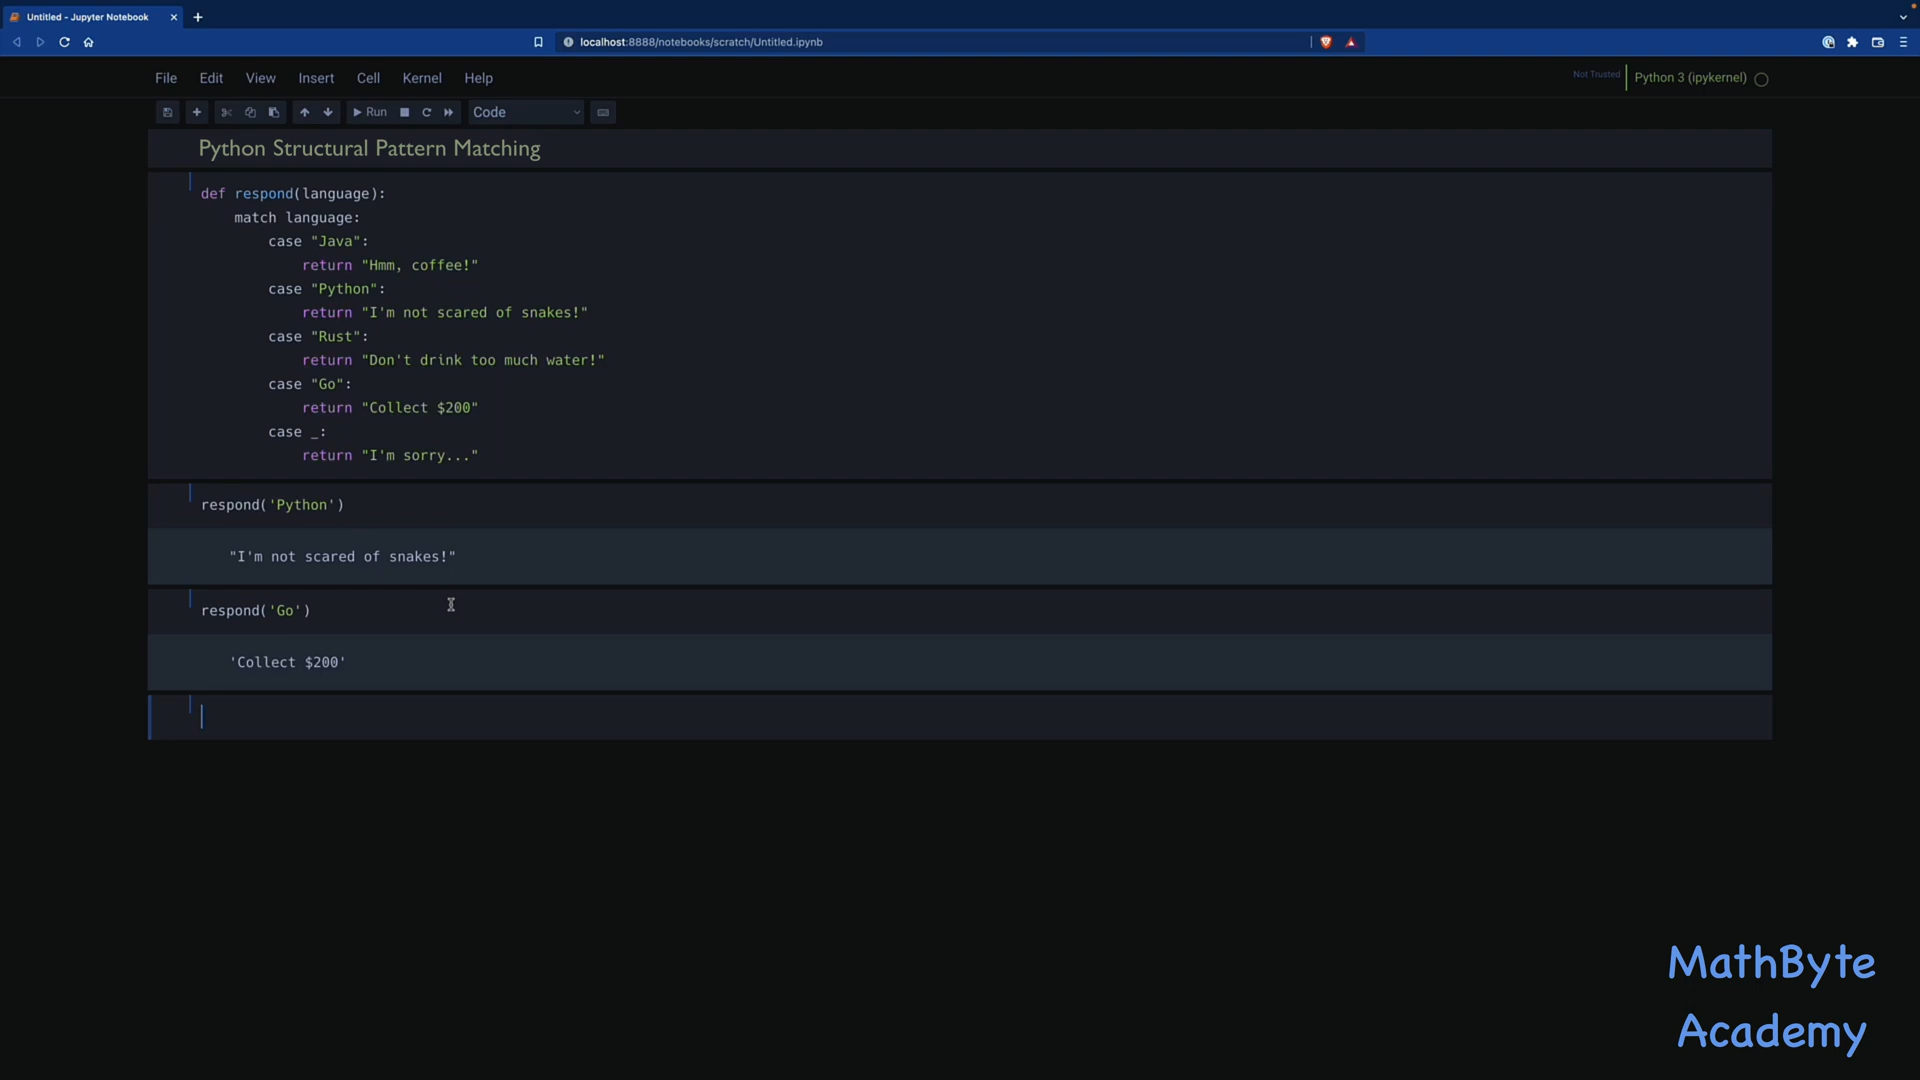 Untitled - Jupyter Notebook
localhost:8888/notebooks/scratch/Untitled.ipynb
File Edit View Insert Cell Kernel Help
Not Trusted Python 3 (ipykernel)
Run Code
Python Structural Pattern Matching
def respond(language):
    match language:
        case "Java":
            return "Hmm, coffee!"
        case "Python":
            return "I'm not scared of snakes!"
        case "Rust":
            return "Don't drink too much water!"
        case "Go":
            return "Collect $200"
        case _:
            return "I'm sorry..."
respond('Python')
"I'm not scared of snakes!"
respond('Go')
'Collect $200'
MathByte
Academy